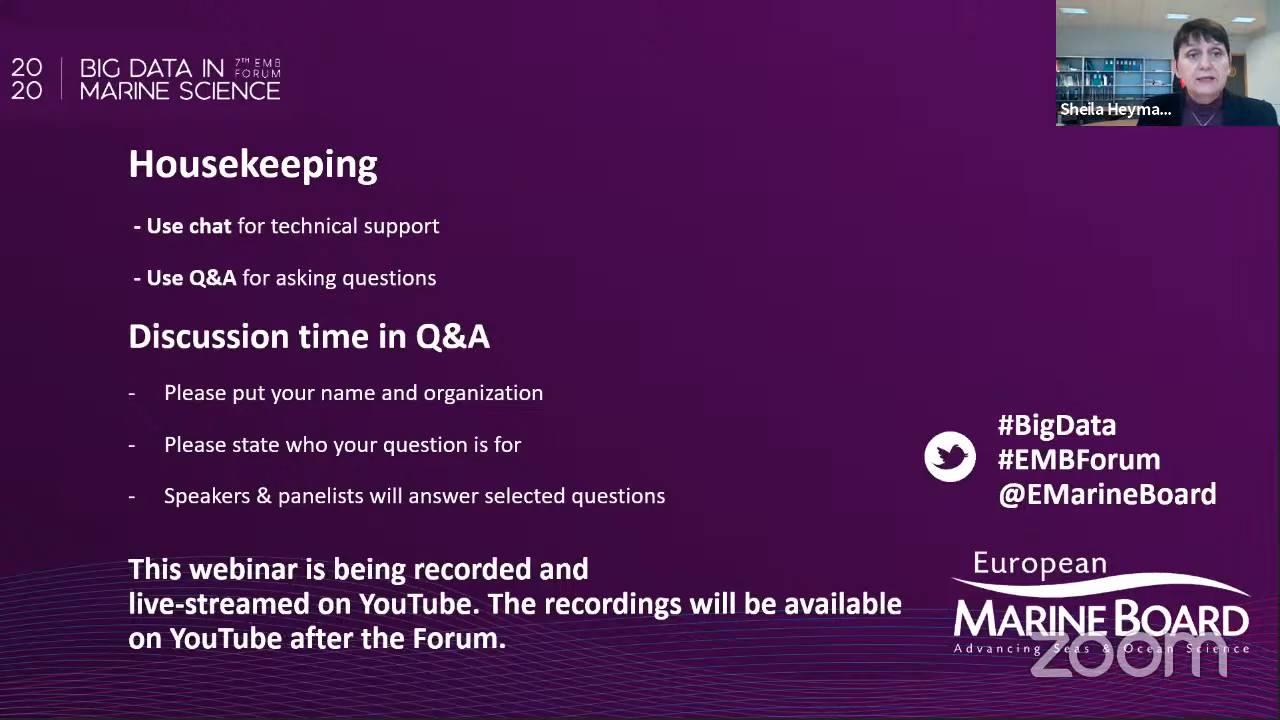 20
20
BIG DATA IN
MARINE SCIENCE
7TH EMB
FORUM
Sheila Heyma...
Housekeeping
- Use chat for technical support
- Use Q&A for asking questions
Discussion time in Q&A
- Please put your name and organization
- Please state who your question is for
- Speakers & panelists will answer selected questions
#BigData
#EMBForum
@EMarineBoard
This webinar is being recorded and
live-streamed on YouTube. The recordings will be available
on YouTube after the Forum.
European
MARINE BOARD
Advancing Seas & Ocean Science
zoom